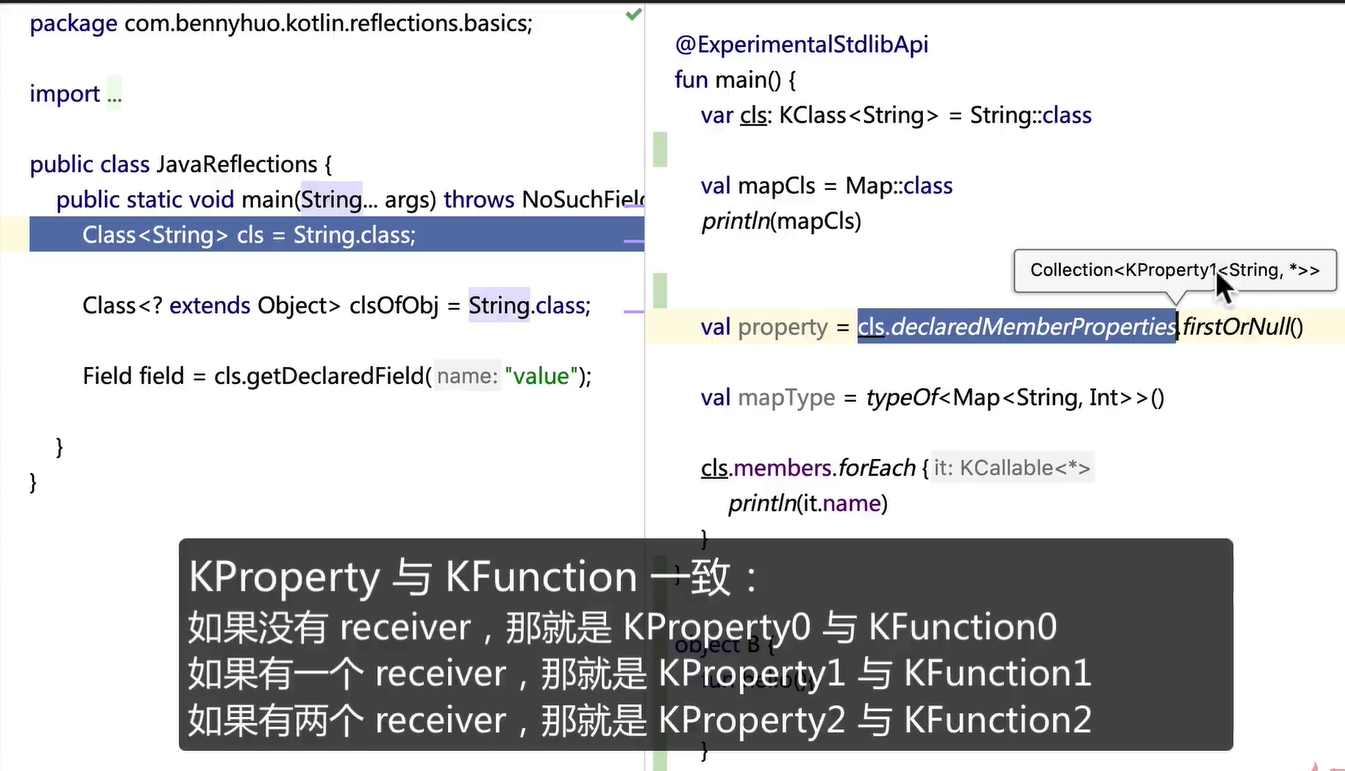 package com.bennyhuo.kotlin.reflections.basics;
import ...
public class JavaReflections {
public static void main(String... args) throws NoSuchField
Class<String> cls = String.class;
Class<? extends Object> clsOfObj = String.class;
Field field = cls.getDeclaredField( name: "value");
}
}
@ExperimentalStdlibApi
fun main() {
var cls: KClass<String> = String::class
val mapCls = Map::class
println(mapCls)
Collection<KProperty1<String, *>>
val property = cls.declaredMemberProperties.firstOrNull()
val mapType = typeOf<Map<String, Int>>()
cls.members.forEach { it: KCallable<*>
println(it.name)
}
}
object B {
fun hello(){
}
KProperty 与 KFunction 一致：
如果没有 receiver，那就是 KProperty0 与 KFunction0
如果有一个 receiver，那就是 KProperty1 与 KFunction1
如果有两个 receiver，那就是 KProperty2 与 KFunction2